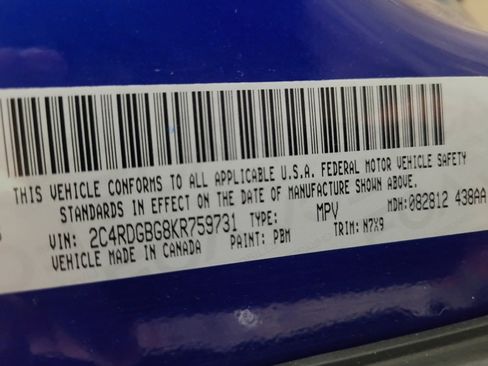 THIS VEHICLE CONFORMS TO ALL APPLICABLE U.S.A. FEDERAL MOTOR VEHICLE SAFETY
STANDARDS IN EFFECT ON THE DATE OF MANUFACTURE SHOWN ABOVE.
VIN: 2C4RDGBG8KR759731 TYPE: MPV MDH: 082812 438AA
VEHICLE MADE IN CANADA PAINT: PBM TRIM: N7X9